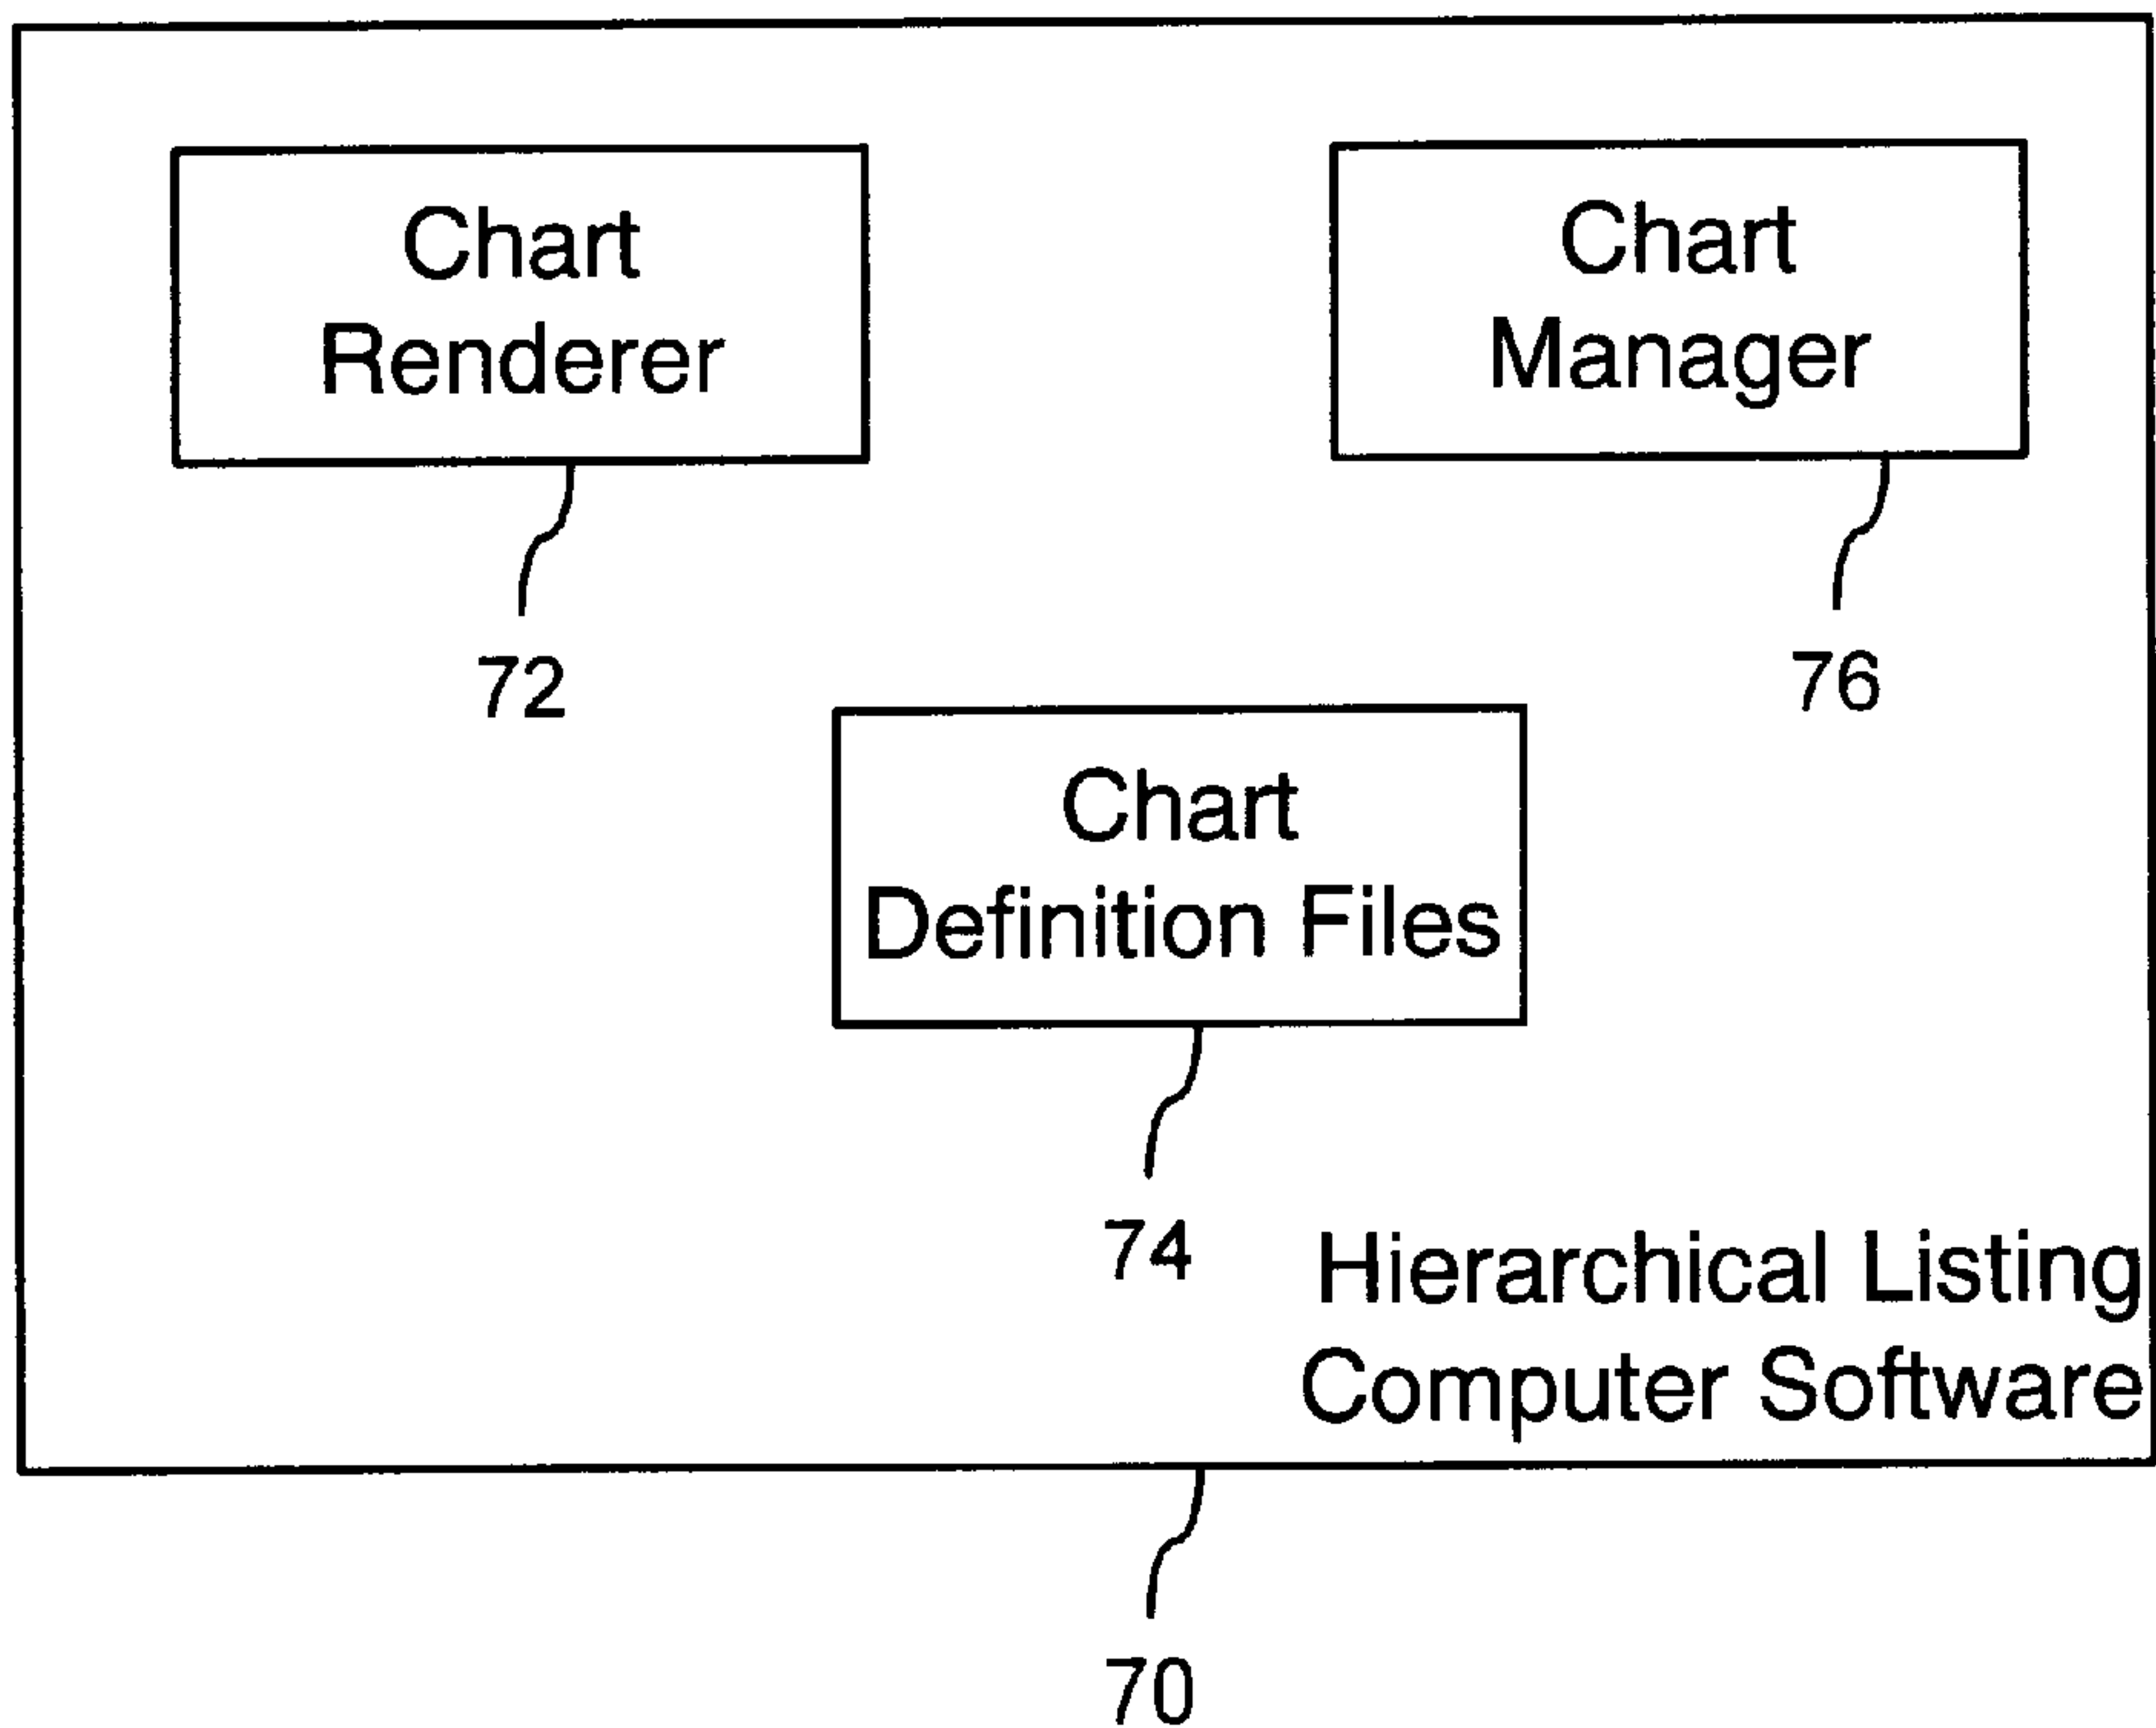 Chart
Renderer
72
Chart
Manager
76
Chart
Definition Files
74
Hierarchical Listing
Computer Software
70